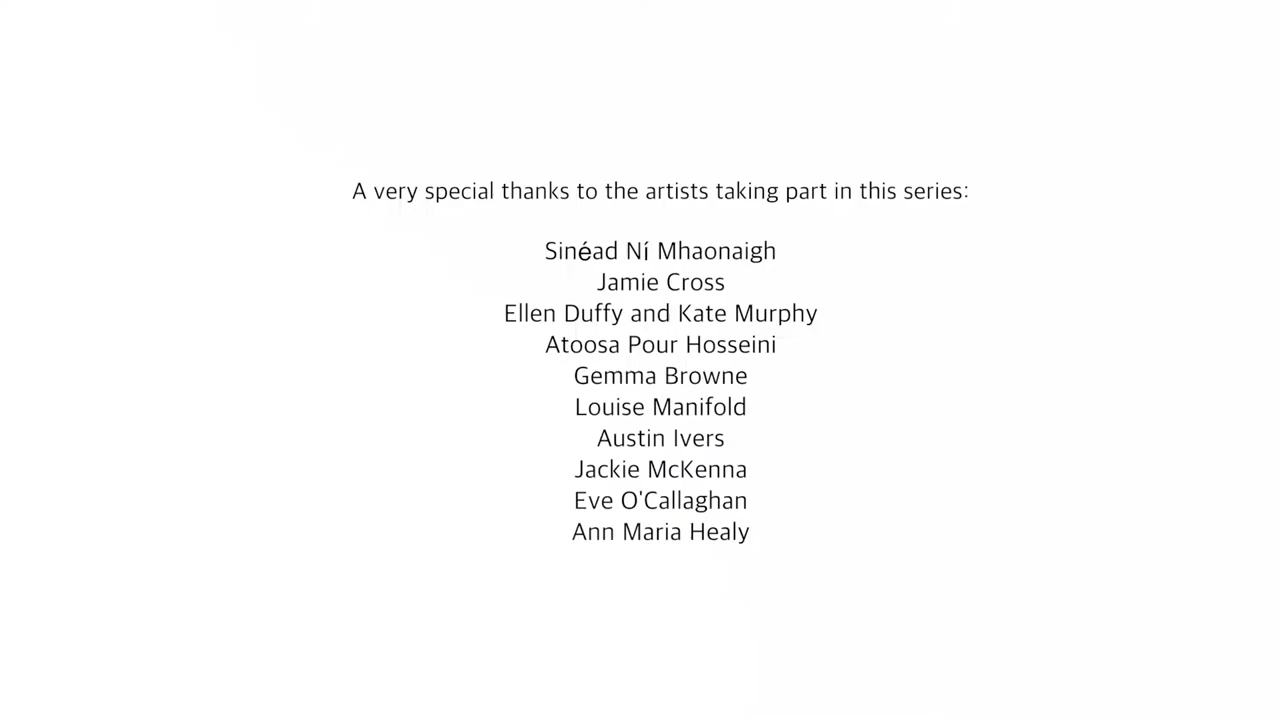 A very special thanks to the artists taking part in this series:
Sinéad Ní Mhaonaigh
Jamie Cross
Ellen Duffy and Kate Murphy
Atoosa Pour Hosseini
Gemma Browne
Louise Manifold
Austin Ivers
Jackie McKenna
Eve O'Callaghan
Ann Maria Healy